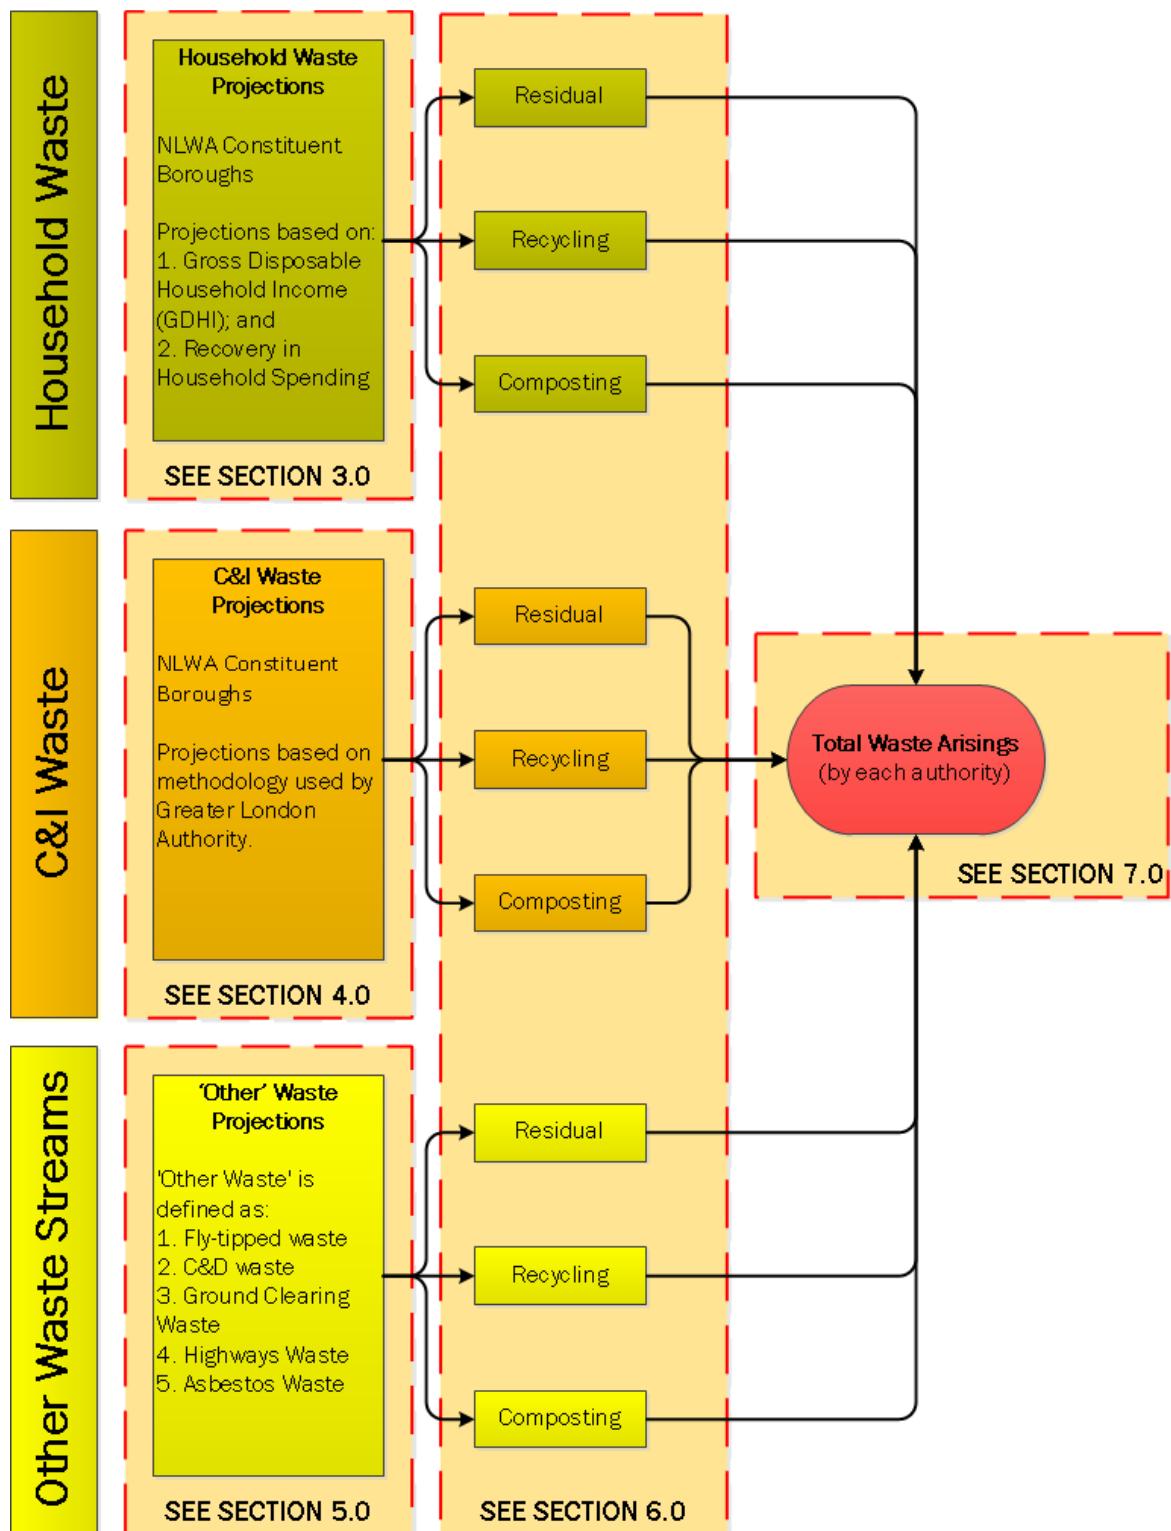 Household Waste
Household Waste
Projections
NLWA Constituent
Boroughs
Projections based on:
1. Gross Disposable
Household Income
(GDHI); and
2. Recovery in
Household Spending
SEE SECTION 3.0
Residual
Recycling
Composting
C&I Waste
C&I Waste
Projections
NLWA Constituent
Boroughs
Projections based on
methodology used by
Greater London
Authority.
SEE SECTION 4.0
Residual
Recycling
Composting
Total Waste Arisings
(by each authority)
SEE SECTION 7.0
Other Waste Streams
‘Other’ Waste
Projections
'Other Waste' is
defined as:
1. Fly-tipped waste
2. C&D waste
3. Ground Clearing
Waste
4. Highways Waste
5. Asbestos Waste
SEE SECTION 5.0
Residual
Recycling
Composting
SEE SECTION 6.0